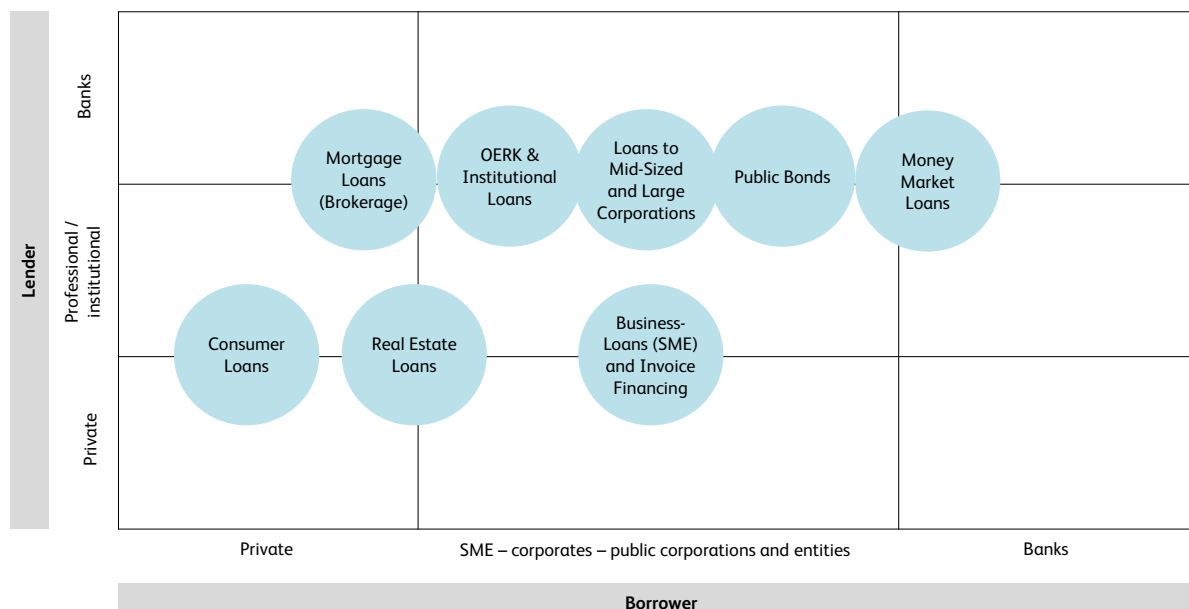 Lender
Banks
Professional /
institutional
Private
Mortgage
Loans
(Brokerage)
OERK &
Institutional
Loans
Loans to
Mid-Sized
and Large
Corporations
Public Bonds
Money
Market
Loans
Consumer
Loans
Real Estate
Loans
Business-
Loans (SME)
and Invoice
Financing
Private
SME – corporates – public corporations and entities
Banks
Borrower